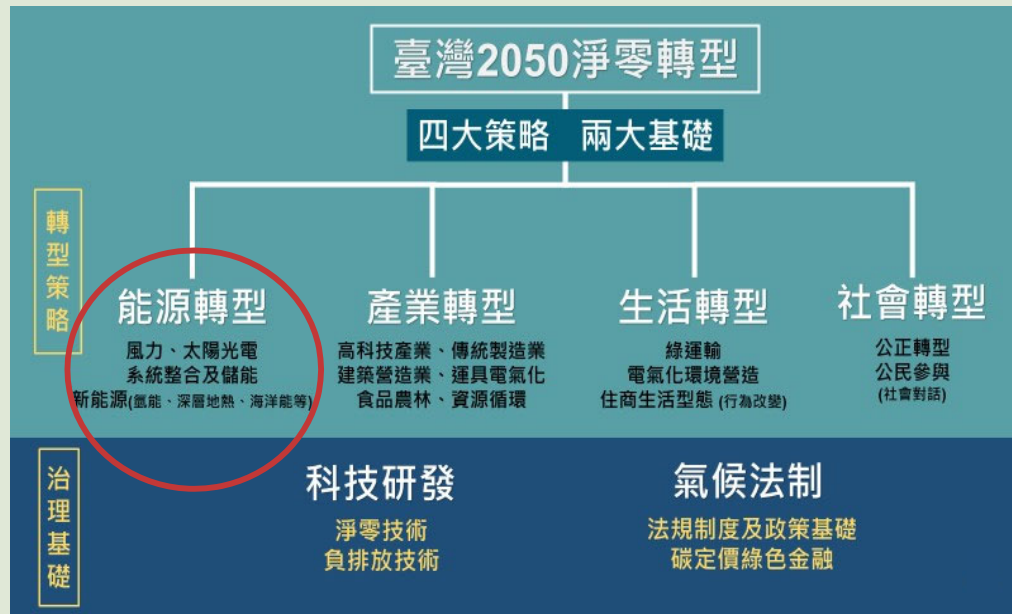 臺灣2050淨零轉型
四大策略 兩大基礎
轉型策略
能源轉型
風力、太陽光電
系統整合及儲能
新能源(氫能、深層地熱、海洋能等)
產業轉型
高科技產業、傳統製造業
建築營造業、運具電氣化
食品農林、資源循環
生活轉型
綠運輸
電氣化環境營造
住商生活型態 (行為改變)
社會轉型
公正轉型
公民參與
(社會對話)
治理基礎
科技研發
淨零技術
負排放技術
氣候法制
法規制度及政策基礎
碳定價綠色金融